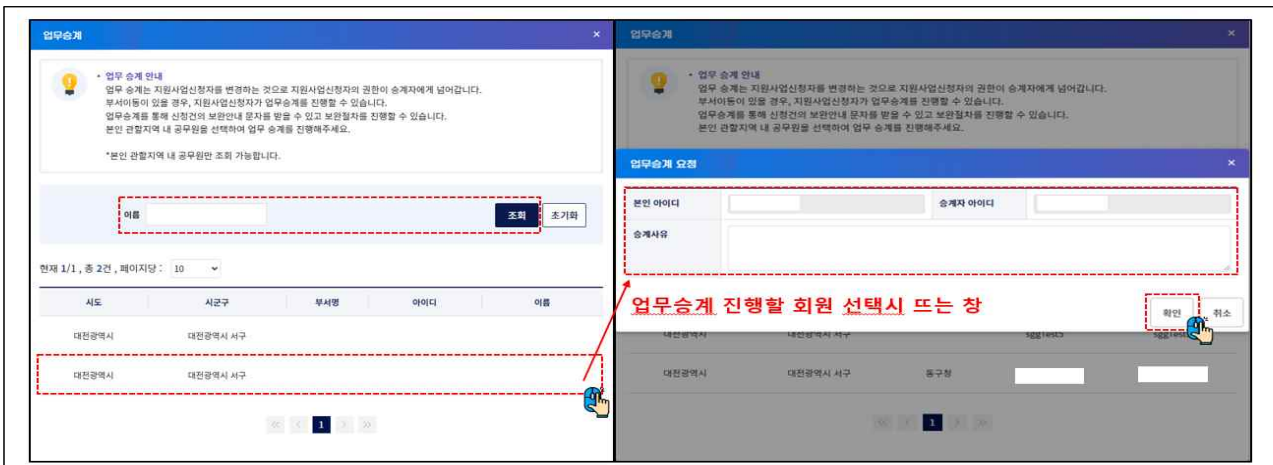 업무승계 ×
• 업무 승계 안내
업무 승계는 지원사업신청자를 변경하는 것으로 지원사업신청자의 권한이 승계자에게 넘어갑니다.
부서이동이 있을 경우, 지원사업신청자가 업무승계를 진행할 수 있습니다.
업무승계를 통해 신청건의 보완안내 문자를 받을 수 있고 보완절차를 진행할 수 있습니다.
본인 관할지역 내 공무원을 선택하여 업무 승계를 진행해주세요.
*본인 관할지역 내 공무원만 조회 가능합니다.
이름 조회 초기화
현재 1/1 , 총 2건 , 페이지당 : 10
시도 시군구 부서명 아이디 이름
대전광역시 대전광역시 서구
대전광역시 대전광역시 서구
<< < 1 > >>
업무승계 ×
• 업무 승계 안내
업무 승계는 지원사업신청자를 변경하는 것으로 지원사업신청자의 권한이 승계자에게 넘어갑니다.
부서이동이 있을 경우, 지원사업신청자가 업무승계를 진행할 수 있습니다.
업무승계를 통해 신청건의 보완안내 문자를 받을 수 있고 보완절차를 진행할 수 있습니다.
본인 관할지역 내 공무원을 선택하여 업무 승계를 진행해주세요.
업무승계 요청 ×
본인 아이디 승계자 아이디
승계사유
업무승계 진행할 회원 선택시 뜨는 창
확인 취소
대전광역시 대전광역시 서구
대전광역시 대전광역시 서구 동구청
<< < 1 > >>